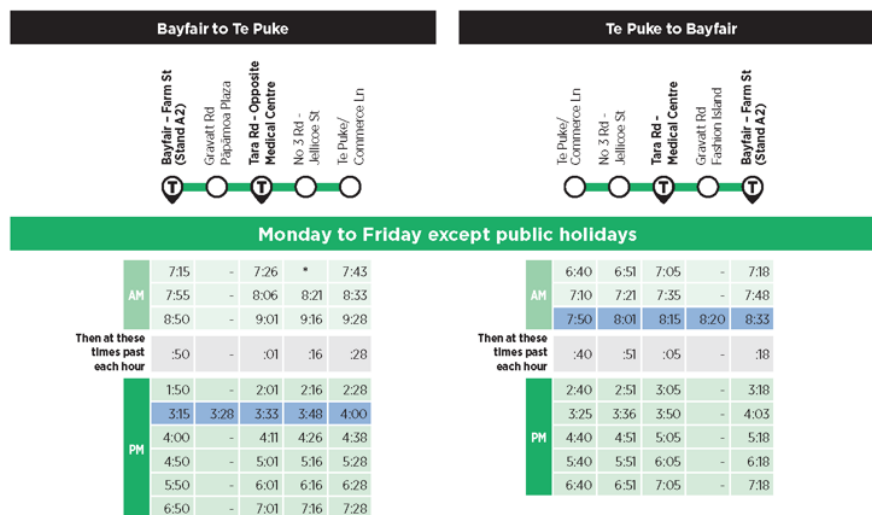 Bayfair to Te Puke
Bayfair – Farm St
(Stand A2)
Gravatt Rd
Pāpāmoa Plaza
Tara Rd - Opposite
Medical Centre
No 3 Rd -
Jellicoe St
Te Puke/
Commerce Ln
T T
Te Puke to Bayfair
Te Puke/
Commerce Ln
No 3 Rd -
Jellicoe St
Tara Rd -
Medical Centre
Gravatt Rd
Fashion Island
Bayfair – Farm St
(Stand A2)
T T
Monday to Friday except public holidays
AM
7:15 - 7:26 * 7:43
7:55 - 8:06 8:21 8:33
8:50 - 9:01 9:16 9:28
Then at these
times past
each hour
:50 - :01 :16 :28
PM
1:50 - 2:01 2:16 2:28
3:15 3:28 3:33 3:48 4:00
4:00 - 4:11 4:26 4:38
4:50 - 5:01 5:16 5:28
5:50 - 6:01 6:16 6:28
6:50 - 7:01 7:16 7:28
AM
6:40 6:51 7:05 - 7:18
7:10 7:21 7:35 - 7:48
7:50 8:01 8:15 8:20 8:33
Then at these
times past
each hour
:40 :51 :05 - :18
PM
2:40 2:51 3:05 - 3:18
3:25 3:36 3:50 - 4:03
4:40 4:51 5:05 - 5:18
5:40 5:51 6:05 - 6:18
6:40 6:51 7:05 - 7:18